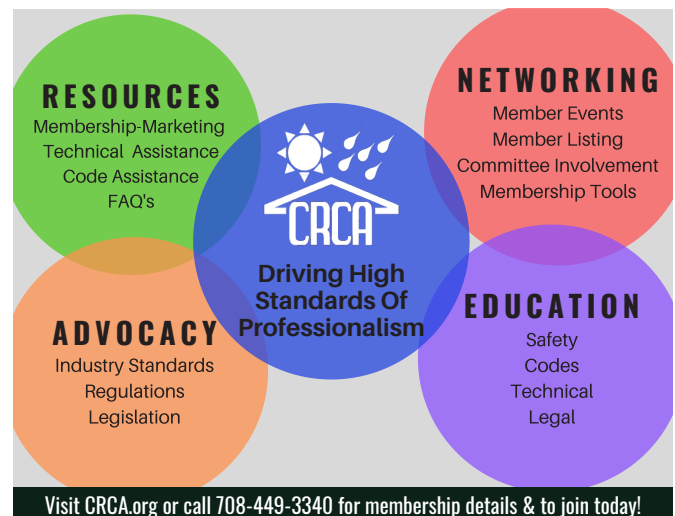 RESOURCES
Membership-Marketing
Technical Assistance
Code Assistance
FAQ's
NETWORKING
Member Events
Member Listing
Committee Involvement
Membership Tools
CRCA
Driving High
Standards Of
Professionalism
ADVOCACY
Industry Standards
Regulations
Legislation
EDUCATION
Safety
Codes
Technical
Legal
Visit CRCA.org or call 708-449-3340 for membership details & to join today!